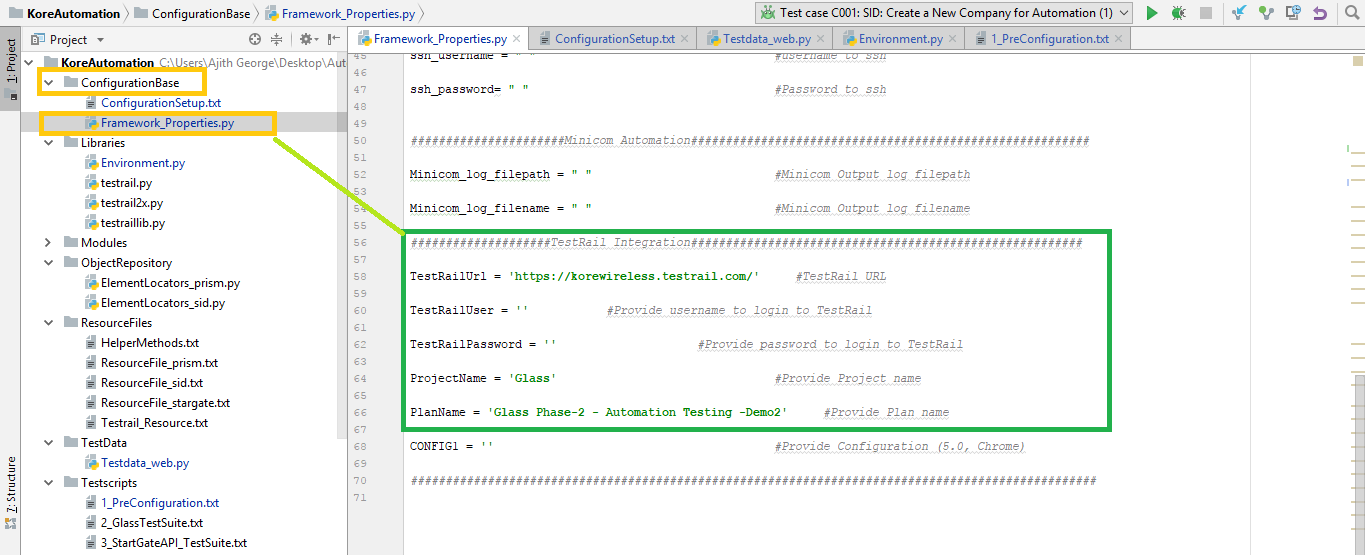 KoreAutomation ConfigurationBase Framework_Properties.py Test case C001: SID: Create a New Company for Automation (1)
1: Project
Project
KoreAutomation C:\Users\Ajith George\Desktop\Aut
ConfigurationBase
ConfigurationSetup.txt
Framework_Properties.py
Libraries
Environment.py
testrail.py
testrail2x.py
testraillib.py
Modules
ObjectRepository
ElementLocators_prism.py
ElementLocators_sid.py
ResourceFiles
HelperMethods.txt
ResourceFile_prism.txt
ResourceFile_sid.txt
ResourceFile_stargate.txt
Testrail_Resource.txt
TestData
Testdata_web.py
Testscripts
1_PreConfiguration.txt
2_GlassTestSuite.txt
3_StartGateAPI_TestSuite.txt
7: Structure
Framework_Properties.py ConfigurationSetup.txt Testdata_web.py Environment.py 1_PreConfiguration.txt
45 ssh_username = " " #username to ssh
46
47 ssh_password= " " #Password to ssh
48
49
50 ######################Minicom Automation#########################################################
51
52 Minicom_log_filepath = " " #Minicom Output log filepath
53
54 Minicom_log_filename = " " #Minicom Output log filename
55
56 ####################TestRail Integration########################################################
57
58 TestRailUrl = 'https://korewireless.testrail.com/' #TestRail URL
59
60 TestRailUser = '' #Provide username to login to TestRail
61
62 TestRailPassword = '' #Provide password to login to TestRail
63
64 ProjectName = 'Glass' #Provide Project name
65
66 PlanName = 'Glass Phase-2 - Automation Testing -Demo2' #Provide Plan name
67
68 CONFIG1 = '' #Provide Configuration (5.0, Chrome)
69
70 ##################################################################################################
71